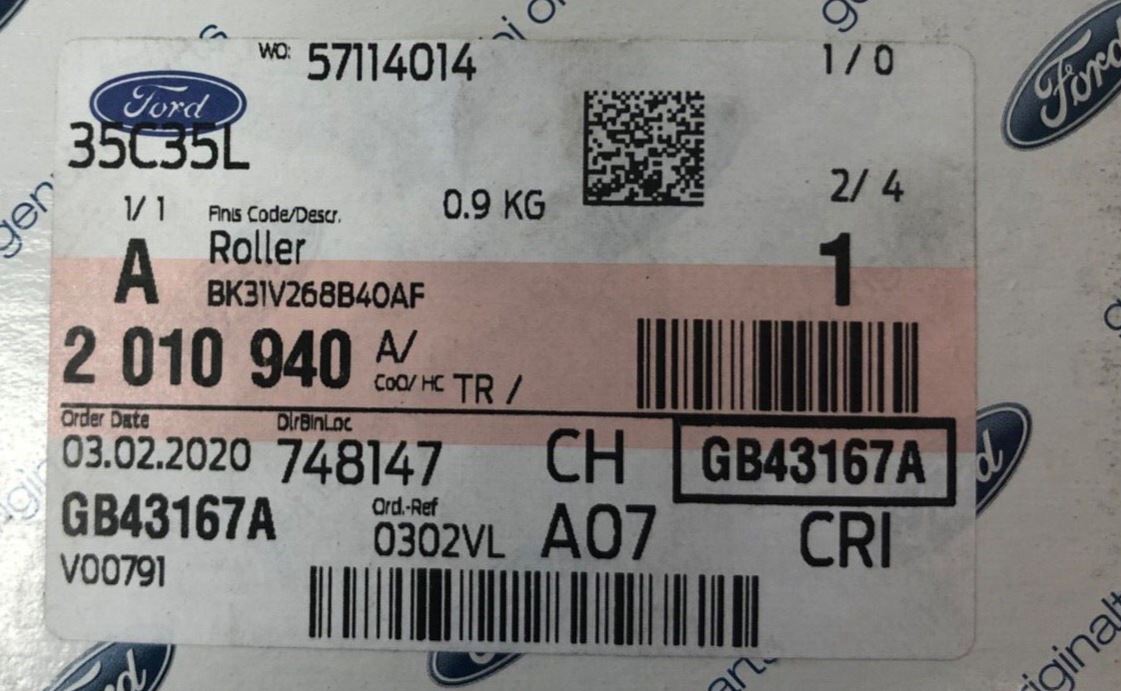 WO: 57114014
1 / 0
Ford
35C35L
2/ 4
1/ 1
Finis Code/Descr.
0.9 KG
A
Roller
1
BK31V268B40AF
2 010 940
A/
CoO/ HC TR /
Order Date
DirBinLoc
03.02.2020
748147
CH
GB43167A
GB43167A
Ord.-Ref
0302VL
A07
CRI
V00791
Ford